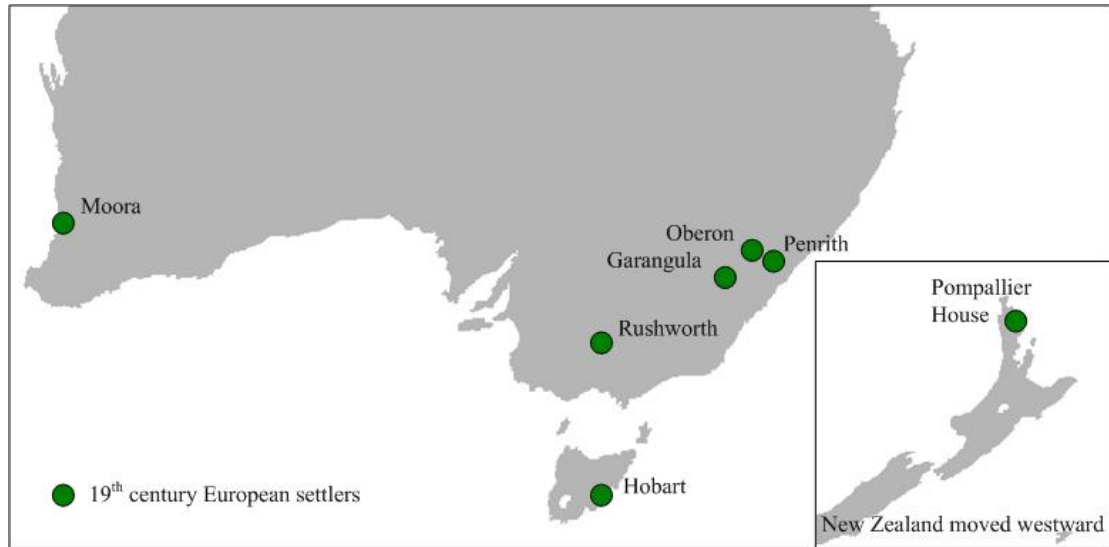 Moora
Oberon
Penrith
Garangula
Pompallier
House
Rushworth
Hobart
19th century European settlers
New Zealand moved westward